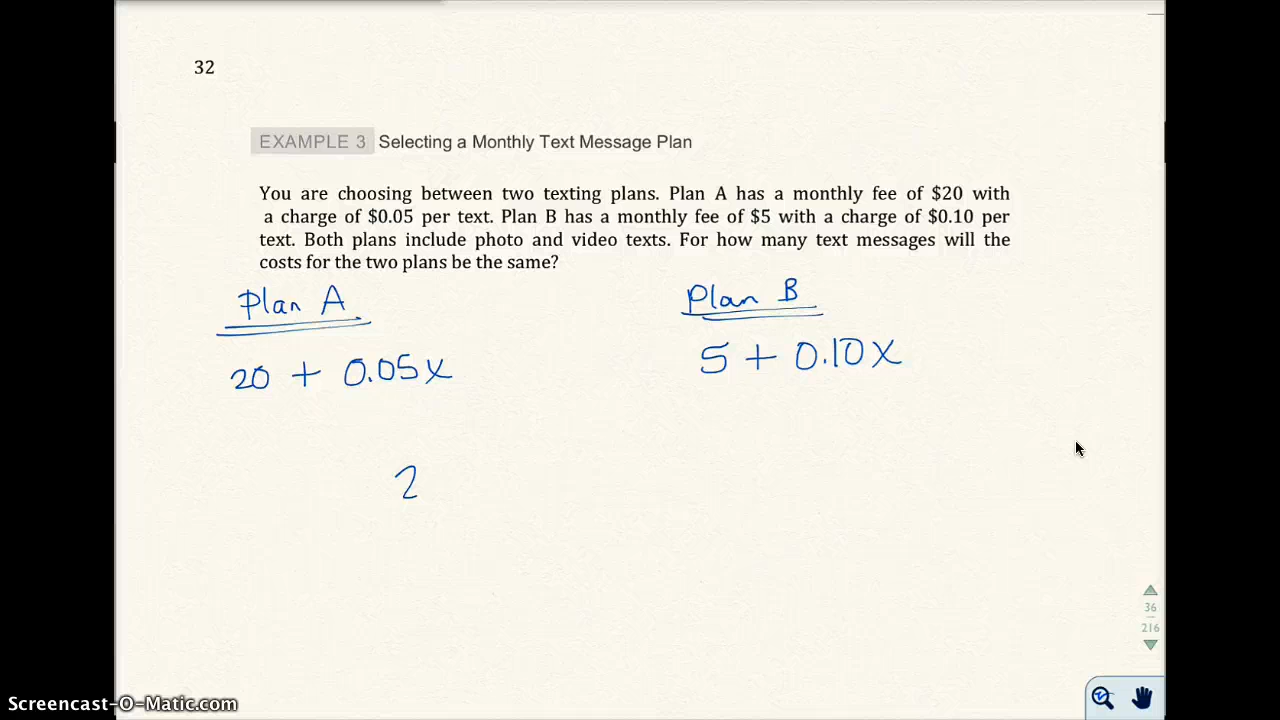 32
EXAMPLE 3 Selecting a Monthly Text Message Plan
You are choosing between two texting plans. Plan A has a monthly fee of $20 with
a charge of $0.05 per text. Plan B has a monthly fee of $5 with a charge of $0.10 per
text. Both plans include photo and video texts. For how many text messages will the
costs for the two plans be the same?
Plan A
Plan B
20 + 0.05x
5 + 0.10x
2
36
216
Screencast-O-Matic.com